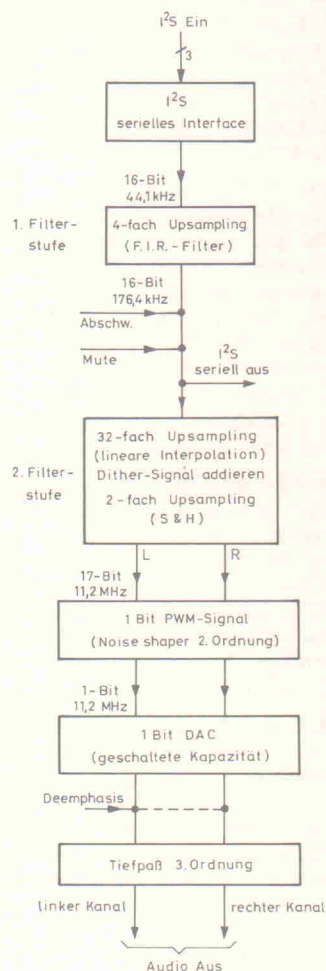 I²S Ein
3
I²S
serielles Interface
16-Bit
44,1 kHz
1. Filter-
stufe
4-fach Upsampling
(F.I.R.-Filter)
16-Bit
176,4 kHz
Abschw.
Mute
I²S
seriell aus
2. Filter-
stufe
32-fach Upsampling
(lineare Interpolation)
Dither-Signal addieren
2-fach Upsampling
(S & H)
L
R
17-Bit
11,2 MHz
1 Bit PWM-Signal
(Noise shaper 2. Ordnung)
1-Bit
11,2 MHz
1 Bit DAC
(geschaltete Kapazität)
Deemphasis
Tiefpaß 3. Ordnung
linker Kanal
rechter Kanal
Audio Aus